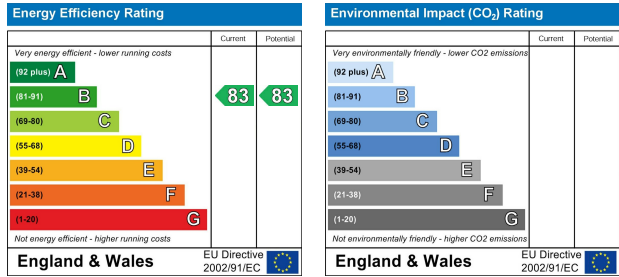 Energy Efficiency Rating
Current Potential
Very energy efficient - lower running costs
(92 plus) A
(81-91) B 83 83
(69-80) C
(55-68) D
(39-54) E
(21-38) F
(1-20) G
Not energy efficient - higher running costs
England & Wales
EU Directive
2002/91/EC
Environmental Impact (CO₂) Rating
Current Potential
Very environmentally friendly - lower CO2 emissions
(92 plus) A
(81-91) B
(69-80) C
(55-68) D
(39-54) E
(21-38) F
(1-20) G
Not environmentally friendly - higher CO2 emissions
England & Wales
EU Directive
2002/91/EC